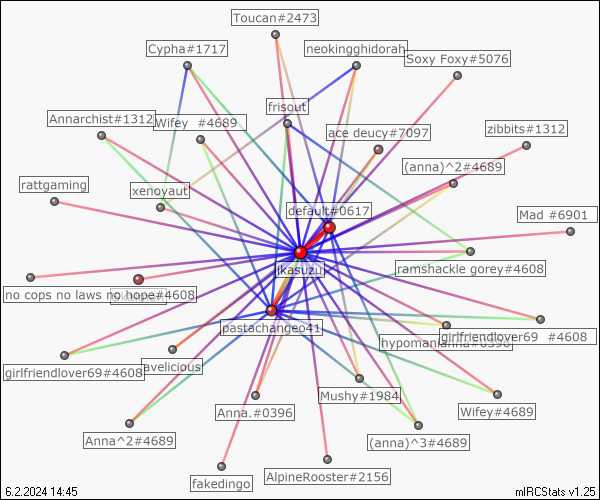 Toucan#2473
Cypha#1717
neokingghidorah
Soxy Foxy#5076
frisout
Annarchist#1312
Wifey #4689
ace deucy#7097
zibbits#1312
(anna)^2#4689
rattgaming
xenoyaut
default#0617
Mad #6901
ikasuzu
ramshackle gorey#4608
no cops no laws no hope#4608
pastachangeo41
girlfriendlover69 #4608
girlfriendlover69#4608
avelicious
Mushy#1984
Anna.#0396
Wifey#4689
Anna^2#4689
(anna)^3#4689
fakedingo
AlpineRooster#2156
6.2.2024 14:45
mIRCStats v1.25